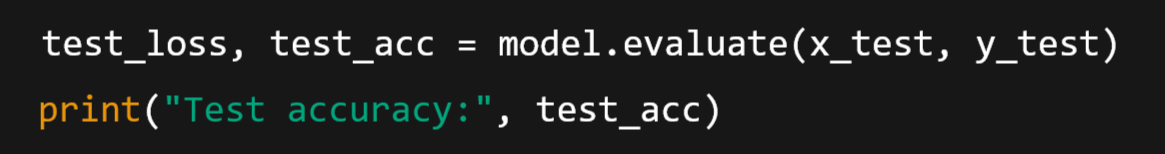 test_loss, test_acc = model.evaluate(x_test, y_test)
print("Test accuracy:", test_acc)